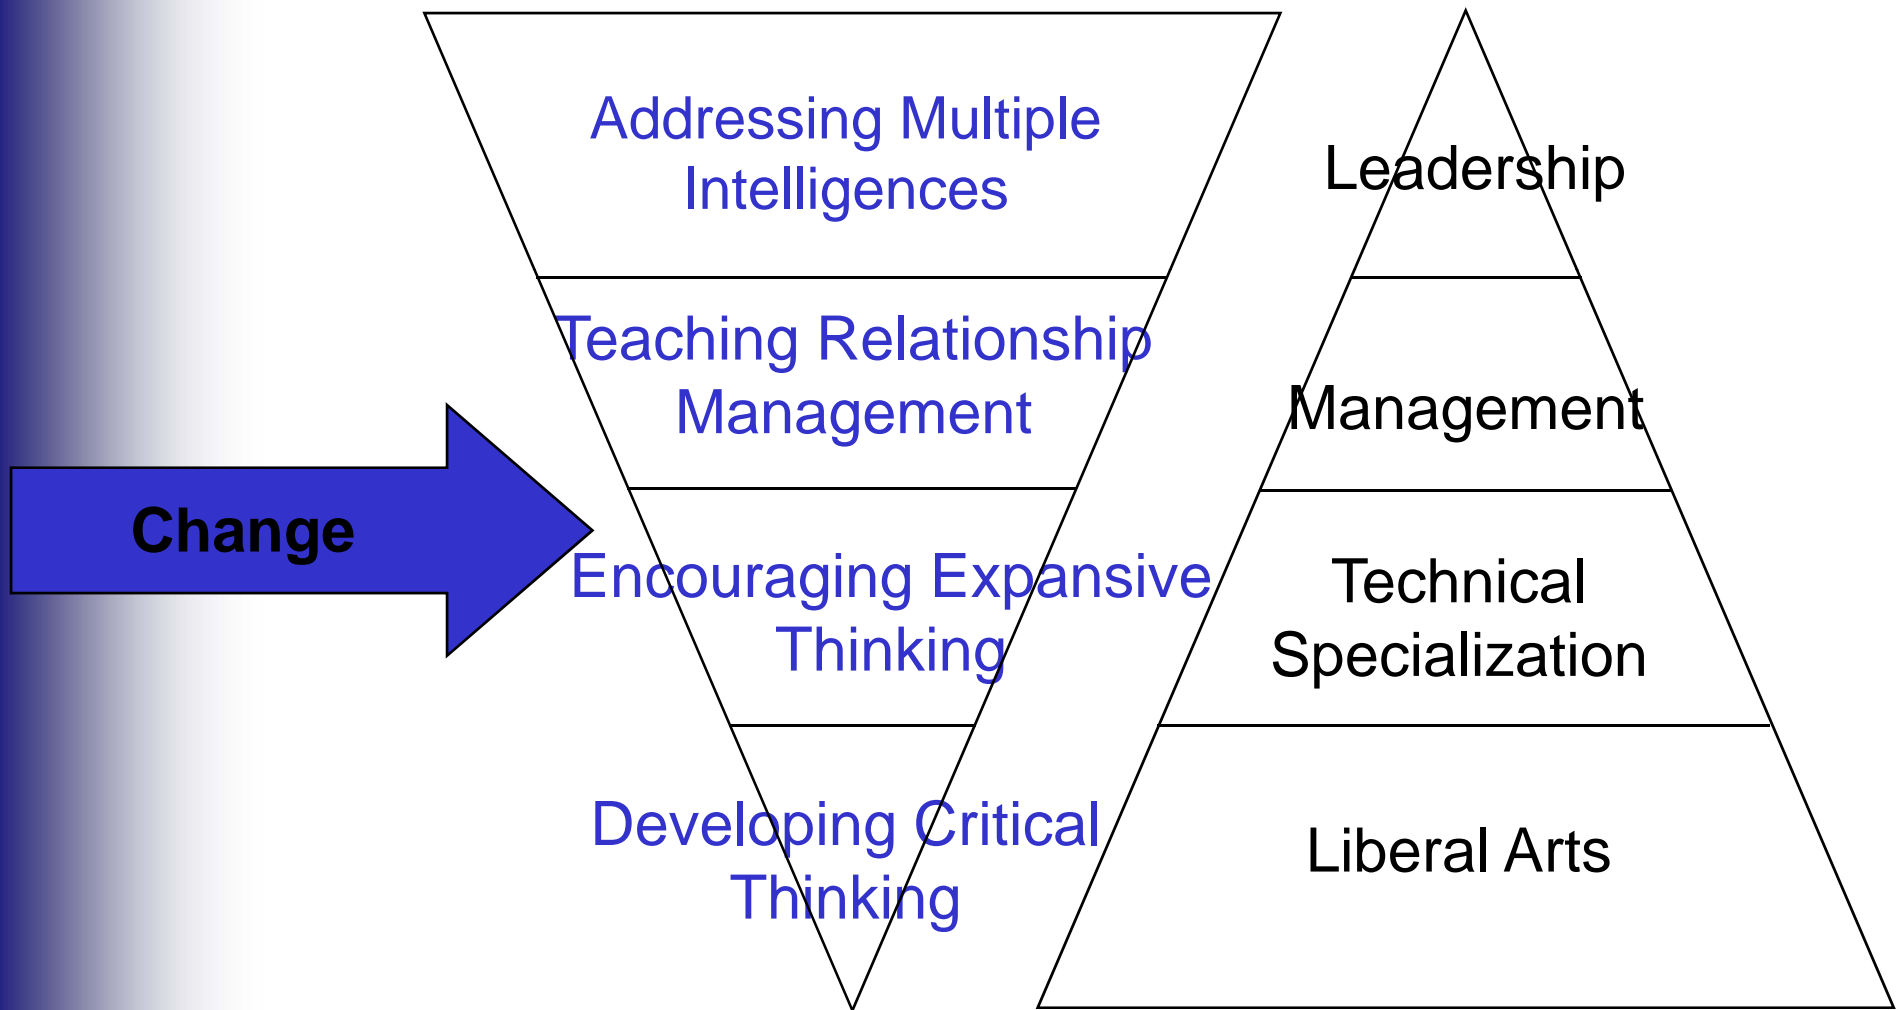 Addressing Multiple
Intelligences
Teaching Relationship
Management
Encouraging Expansive
Thinking
Developing Critical
Thinking
Leadership
Management
Technical
Specialization
Liberal Arts
Change